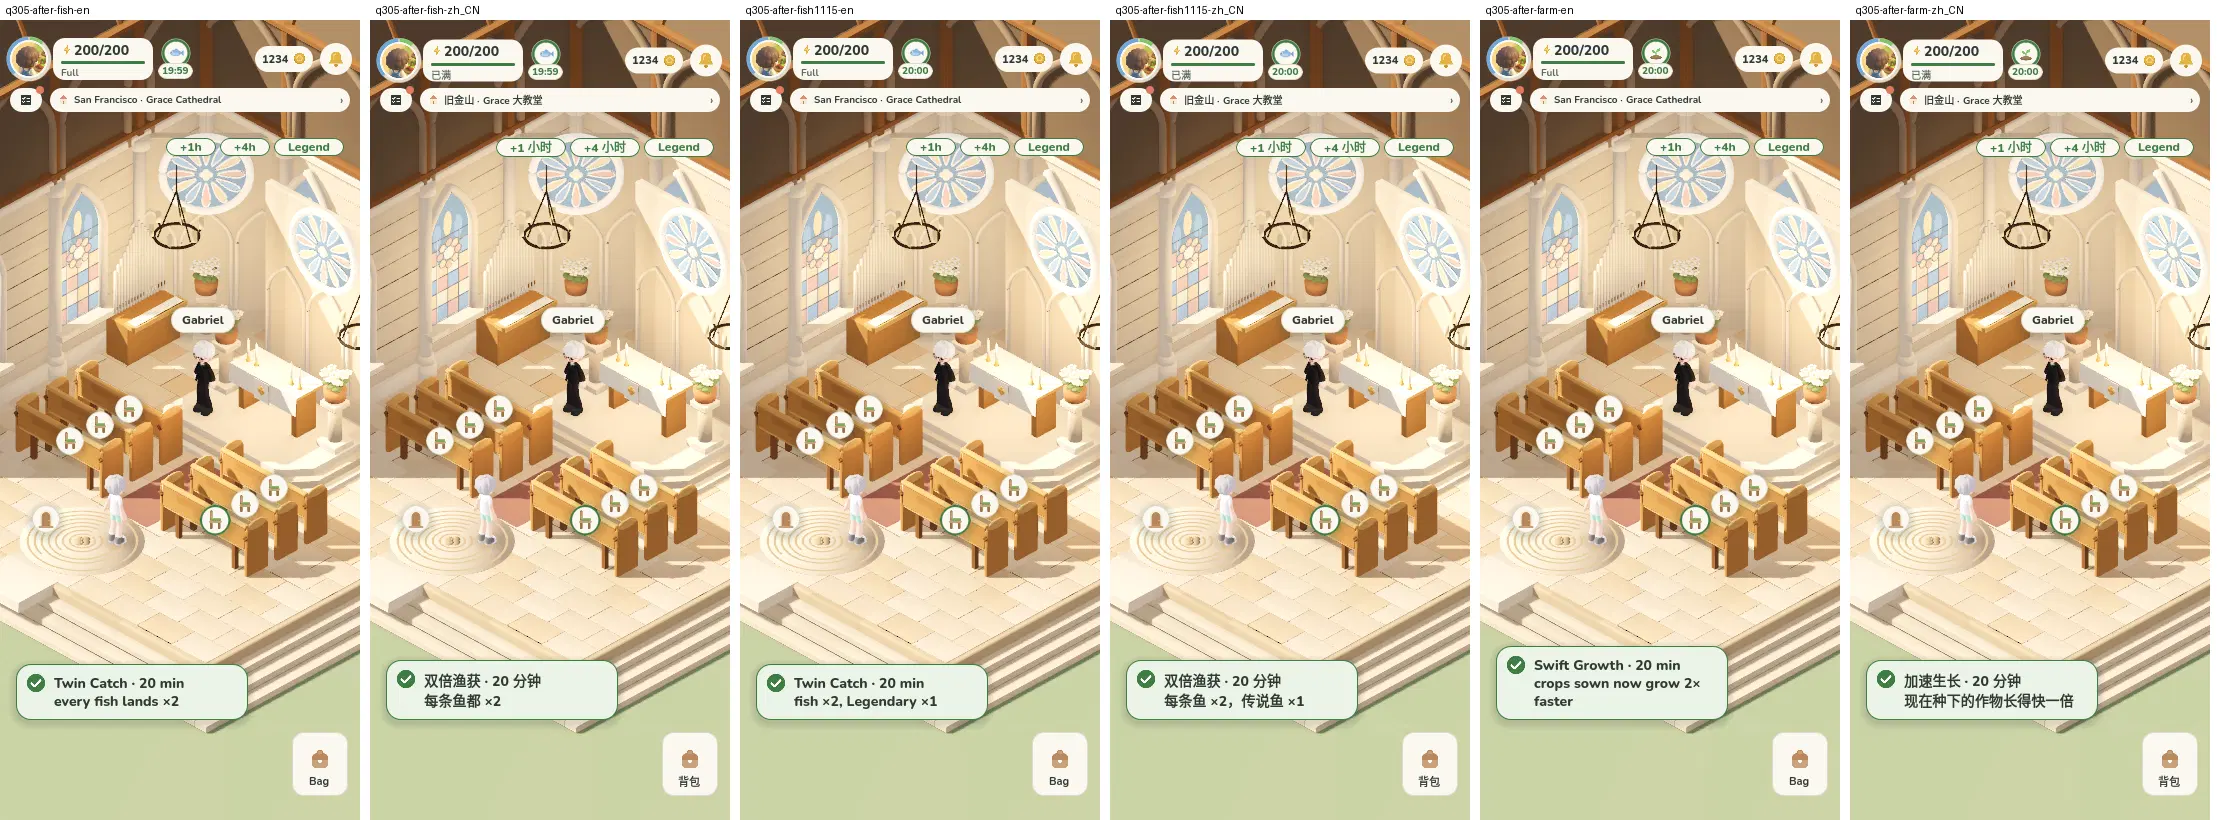 q305-after-fish-en
200/200
Full
19:59
1234
San Francisco · Grace Cathedral
+1h
+4h
Legend
Gabriel
Twin Catch · 20 min
every fish lands ×2
Bag
q305-after-fish-zh_CN
200/200
已满
19:59
1234
旧金山 · Grace 大教堂
+1 小时
+4 小时
Legend
Gabriel
双倍渔获 · 20 分钟
每条鱼都 ×2
背包
q305-after-fish1115-en
200/200
Full
20:00
1234
San Francisco · Grace Cathedral
+1h
+4h
Legend
Gabriel
Twin Catch · 20 min
fish ×2, Legendary ×1
Bag
q305-after-fish1115-zh_CN
200/200
已满
20:00
1234
旧金山 · Grace 大教堂
+1 小时
+4 小时
Legend
Gabriel
双倍渔获 · 20 分钟
每条鱼 ×2，传说鱼 ×1
背包
q305-after-farm-en
200/200
Full
20:00
1234
San Francisco · Grace Cathedral
+1h
+4h
Legend
Gabriel
Swift Growth · 20 min
crops sown now grow 2×
faster
Bag
q305-after-farm-zh_CN
200/200
已满
20:00
1234
旧金山 · Grace 大教堂
+1 小时
+4 小时
Legend
Gabriel
加速生长 · 20 分钟
现在种下的作物长得快一倍
背包